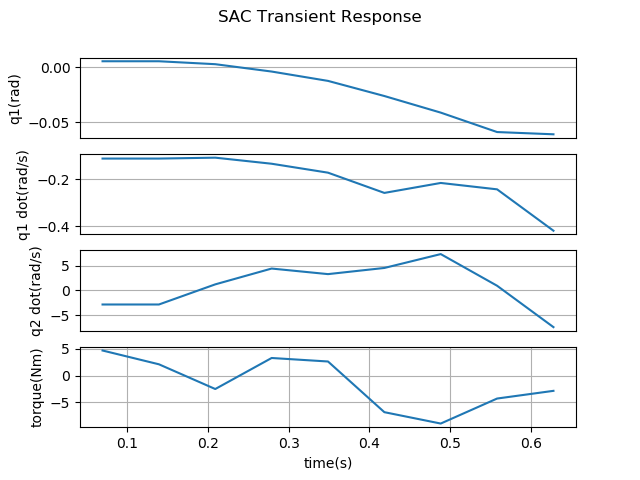 SAC Transient Response
q1(rad)
0.00
−0.05
q1 dot(rad/s)
−0.2
−0.4
q2 dot(rad/s)
5
0
−5
torque(Nm)
5
0
−5
0.1 0.2 0.3 0.4 0.5 0.6
time(s)